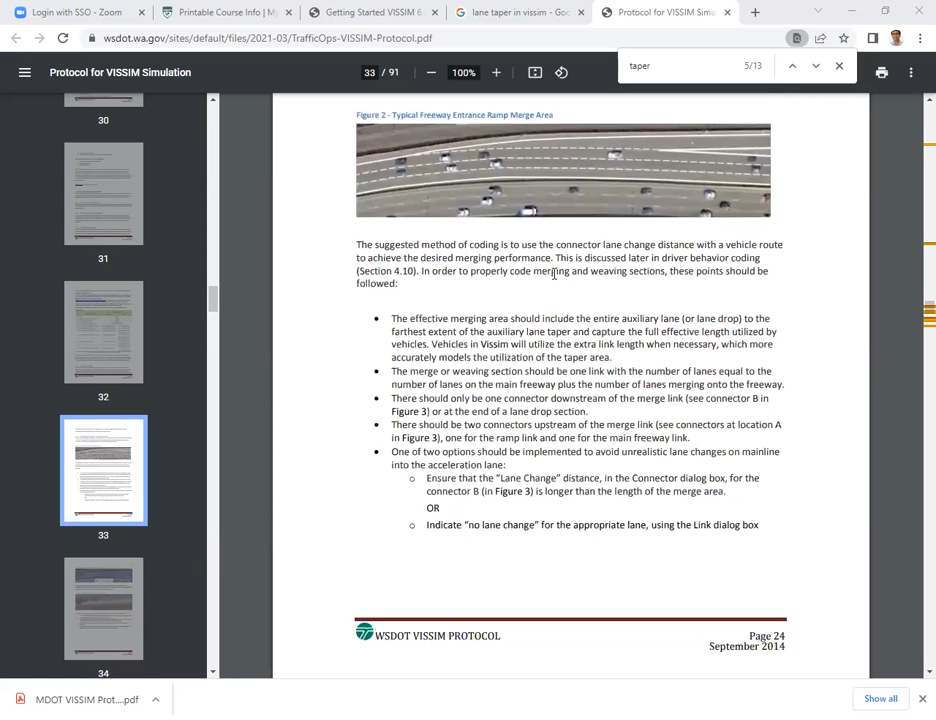 Login with SSO - Zoom
Printable Course Info | M
Getting Started VISSIM 6
lane taper in vissim - Goo
Protocol for VISSIM Simu
wsdot.wa.gov/sites/default/files/2021-03/TrafficOps-VISSIM-Protocol.pdf
taper 5/13
Protocol for VISSIM Simulation
33 / 91
100%
30
31
32
33
34
Figure 2 - Typical Freeway Entrance Ramp Merge Area
The suggested method of coding is to use the connector lane change distance with a vehicle route
to achieve the desired merging performance. This is discussed later in driver behavior coding
(Section 4.10). In order to properly code merging and weaving sections, these points should be
followed:
• The effective merging area should include the entire auxiliary lane (or lane drop) to the
farthest extent of the auxiliary lane taper and capture the full effective length utilized by
vehicles. Vehicles in Vissim will utilize the extra link length when necessary, which more
accurately models the utilization of the taper area.
• The merge or weaving section should be one link with the number of lanes equal to the
number of lanes on the main freeway plus the number of lanes merging onto the freeway.
• There should only be one connector downstream of the merge link (see connector B in
Figure 3) or at the end of a lane drop section.
• There should be two connectors upstream of the merge link (see connectors at location A
in Figure 3), one for the ramp link and one for the main freeway link.
• One of two options should be implemented to avoid unrealistic lane changes on mainline
into the acceleration lane:
o Ensure that the “Lane Change” distance, in the Connector dialog box, for the
connector B (in Figure 3) is longer than the length of the merge area.
OR
o Indicate “no lane change” for the appropriate lane, using the Link dialog box
WSDOT VISSIM PROTOCOL
Page 24
September 2014
MDOT VISSIM Prot....pdf
Show all